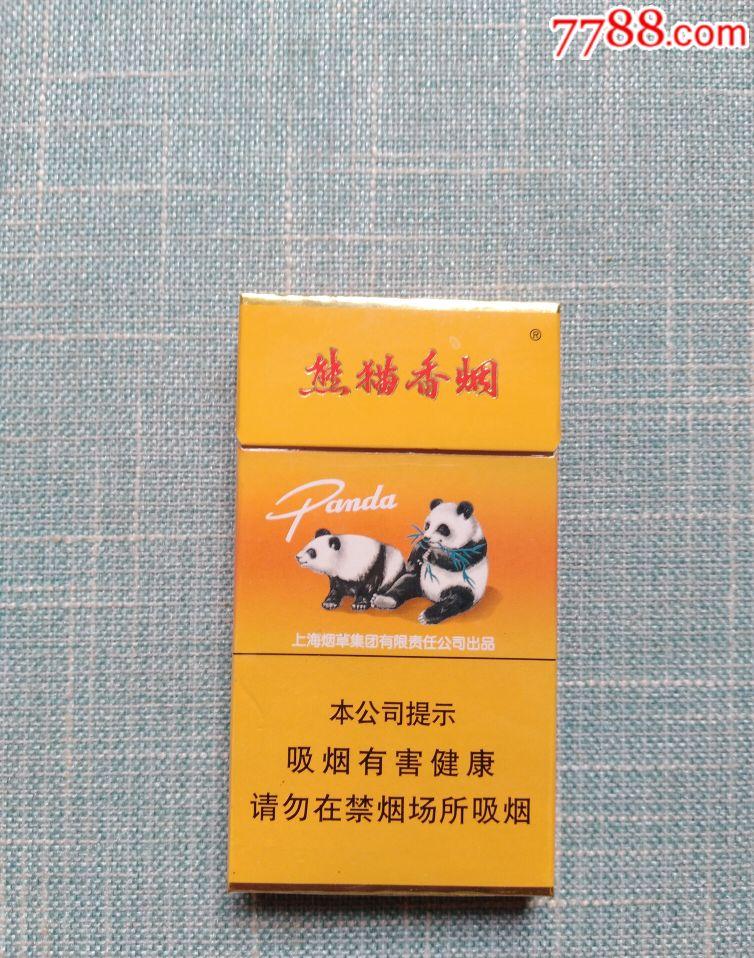 7788.com
熊猫香烟
®
Panda
上海烟草集团有限责任公司出品
本公司提示
吸烟有害健康
请勿在禁烟场所吸烟